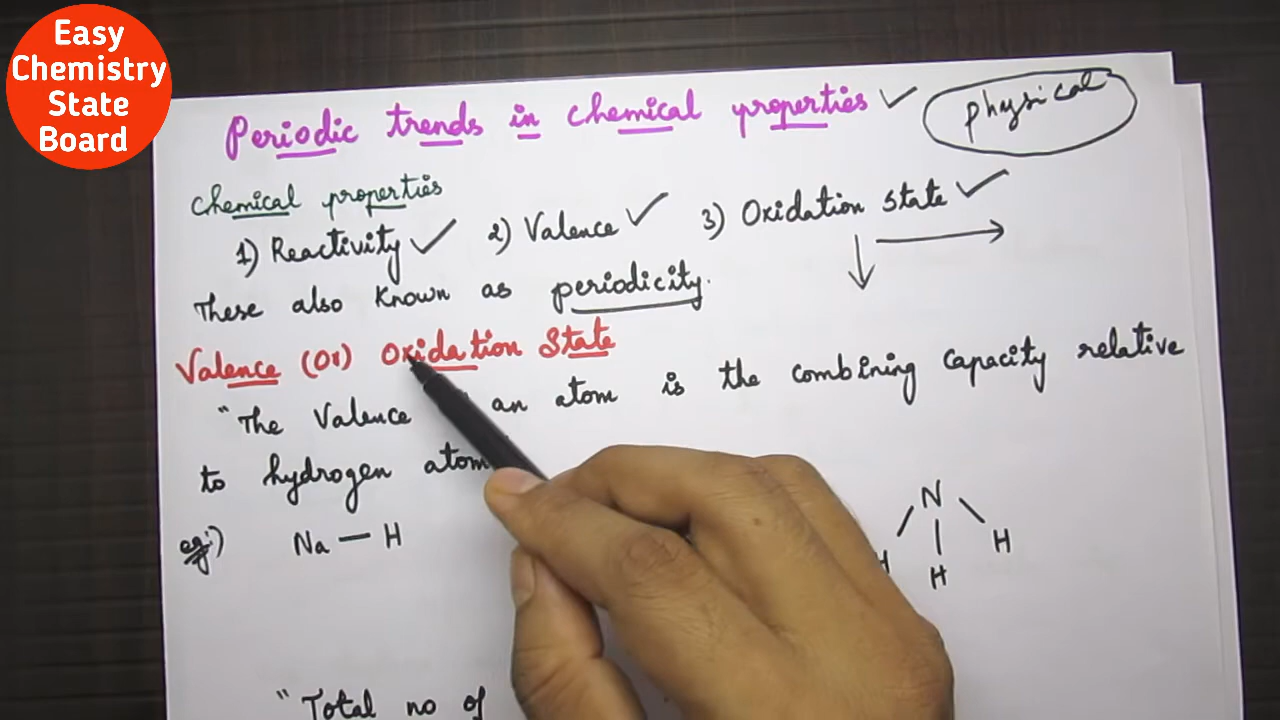 Easy
Chemistry
State
Board
Periodic trends in chemical properties
physical
Chemical properties
1) Reactivity 2) Valence 3) Oxidation state
These also known as periodicity.
Valence (Or) Oxidation State
"The Valence an atom is the combining capacity relative
to hydrogen atom
eg:) Na — H
N
H H
H
"Total no of